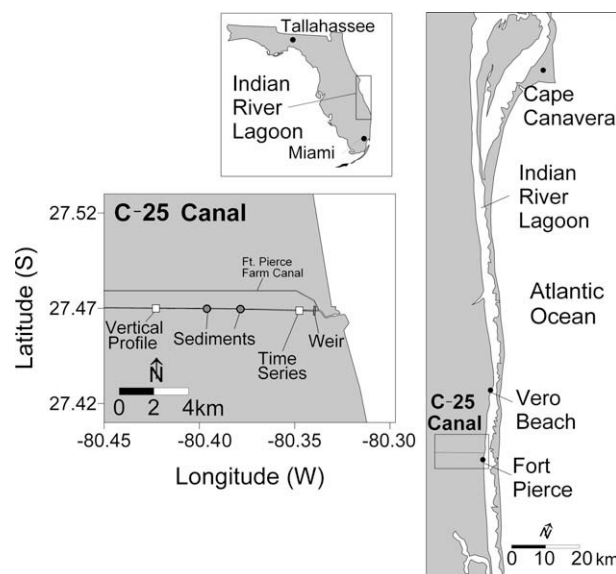 Tallahassee
Indian
River
Lagoon
Miami
C-25 Canal
27.52
27.47
27.42
Latitude (S)
Ft. Pierce
Farm Canal
Vertical
Profile
Sediments
Time
Series
Weir
N
0 2 4km
-80.45 -80.40 -80.35 -80.30
Longitude (W)
Cape
Canavera
Indian
River
Lagoon
Atlantic
Ocean
C-25
Canal
Vero
Beach
Fort
Pierce
N
0 10 20 km